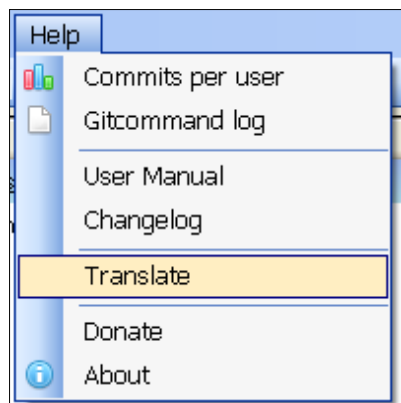 Help
Commits per user
Gitcommand log
User Manual
Changelog
Translate
Donate
About